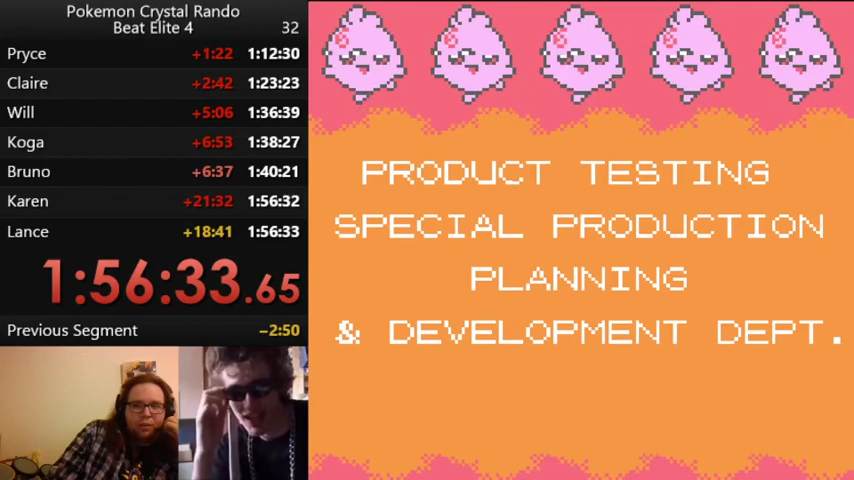 Pokemon Crystal Rando
Beat Elite 4 32
Pryce +1:22 1:12:30
Claire +2:42 1:23:23
Will +5:06 1:36:39
Koga +6:53 1:38:27
Bruno +6:37 1:40:21
Karen +21:32 1:56:32
Lance +18:41 1:56:33
1:56:33.65
Previous Segment −2:50
PRODUCT TESTING
SPECIAL PRODUCTION
PLANNING
& DEVELOPMENT DEPT.